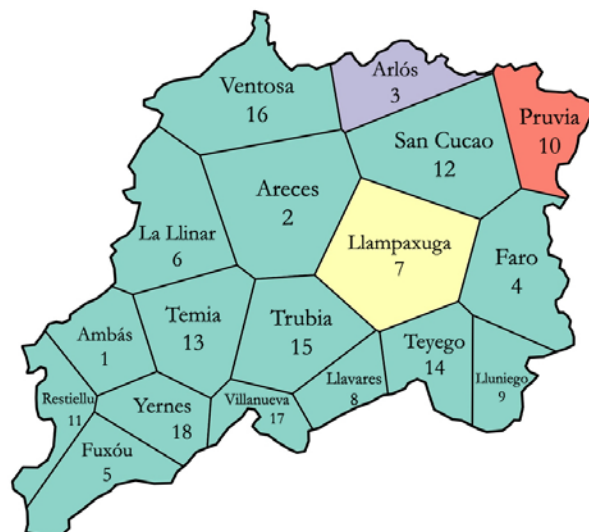 Arlós
3
Ventosa
16
Pruvia
10
San Cucao
12
Areces
2
La Llinar
6
Llampaxuga
7
Faro
4
Temia
13
Trubia
15
Ambás
1
Teyego
14
Lluniego
9
Llavares
8
Restiellu
11
Yernes
18
Villanueva
17
Fuxóu
5